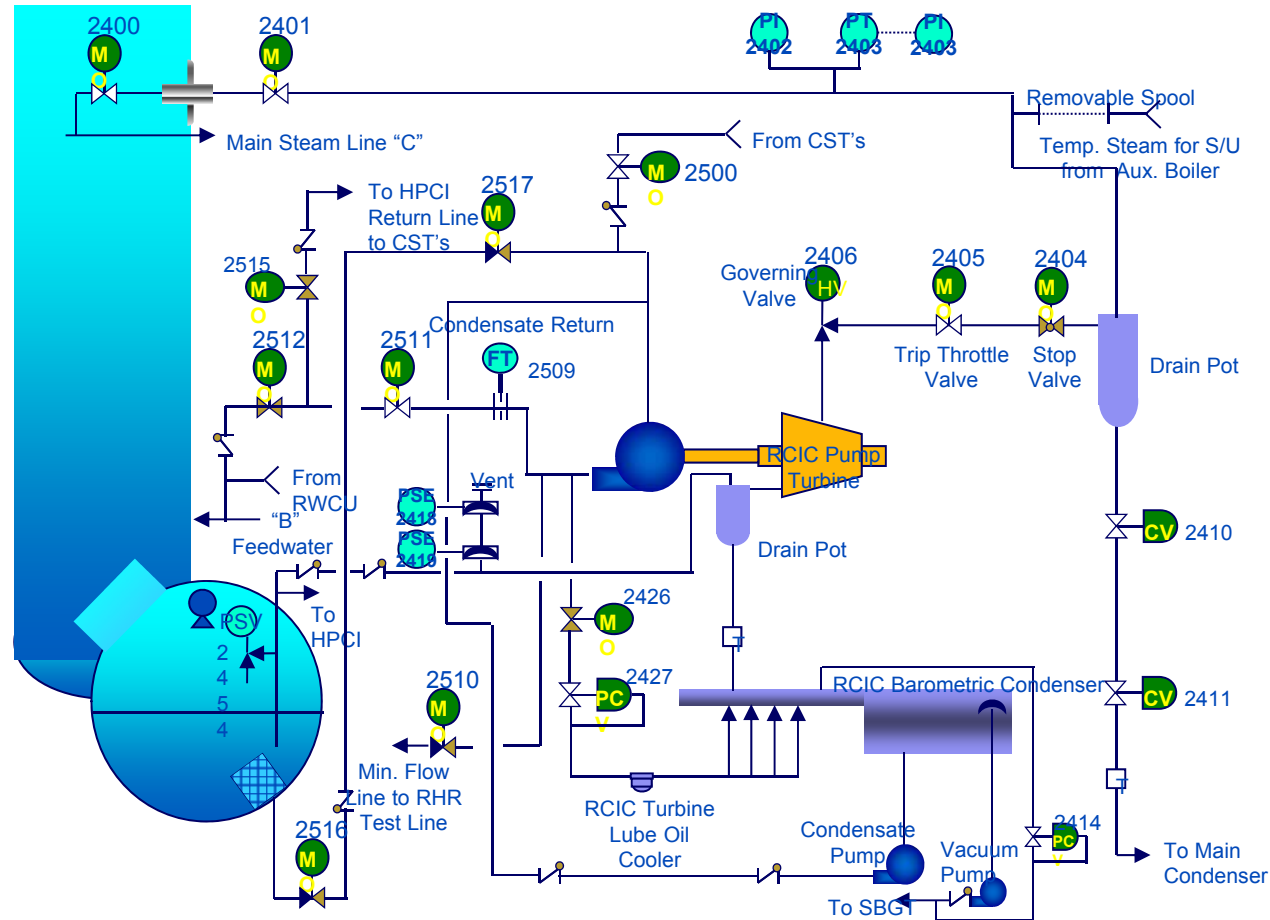 2400
2401
M
O
M
O
PI
2402
PT
2403
PI
2403
Removable Spool
Temp. Steam for S/U
from Aux. Boiler
Main Steam Line “C”
From CST's
2500
M
O
To HPCI
Return Line
to CST's
2517
M
O
2515
M
O
2512
M
O
2511
M
O
Condensate Return
FT
2509
Governing
Valve
2406
HV
2405
M
O
2404
M
O
Trip Throttle
Valve
Stop
Valve
Drain Pot
From
RWCU
“B”
Feedwater
PSE
2418
PSE
2419
Vent
RCIC Pump
Turbine
Drain Pot
CV
2410
To
HPCI
PSV
2
4
5
4
2426
M
O
2427
PC
V
T
2510
M
O
Min. Flow
Line to RHR
Test Line
RCIC Barometric Condenser
CV
2411
T
RCIC Turbine
Lube Oil
Cooler
2516
M
O
Condensate
Pump
Vacuum
Pump
2414
PC
V
To SBGT
To Main
Condenser